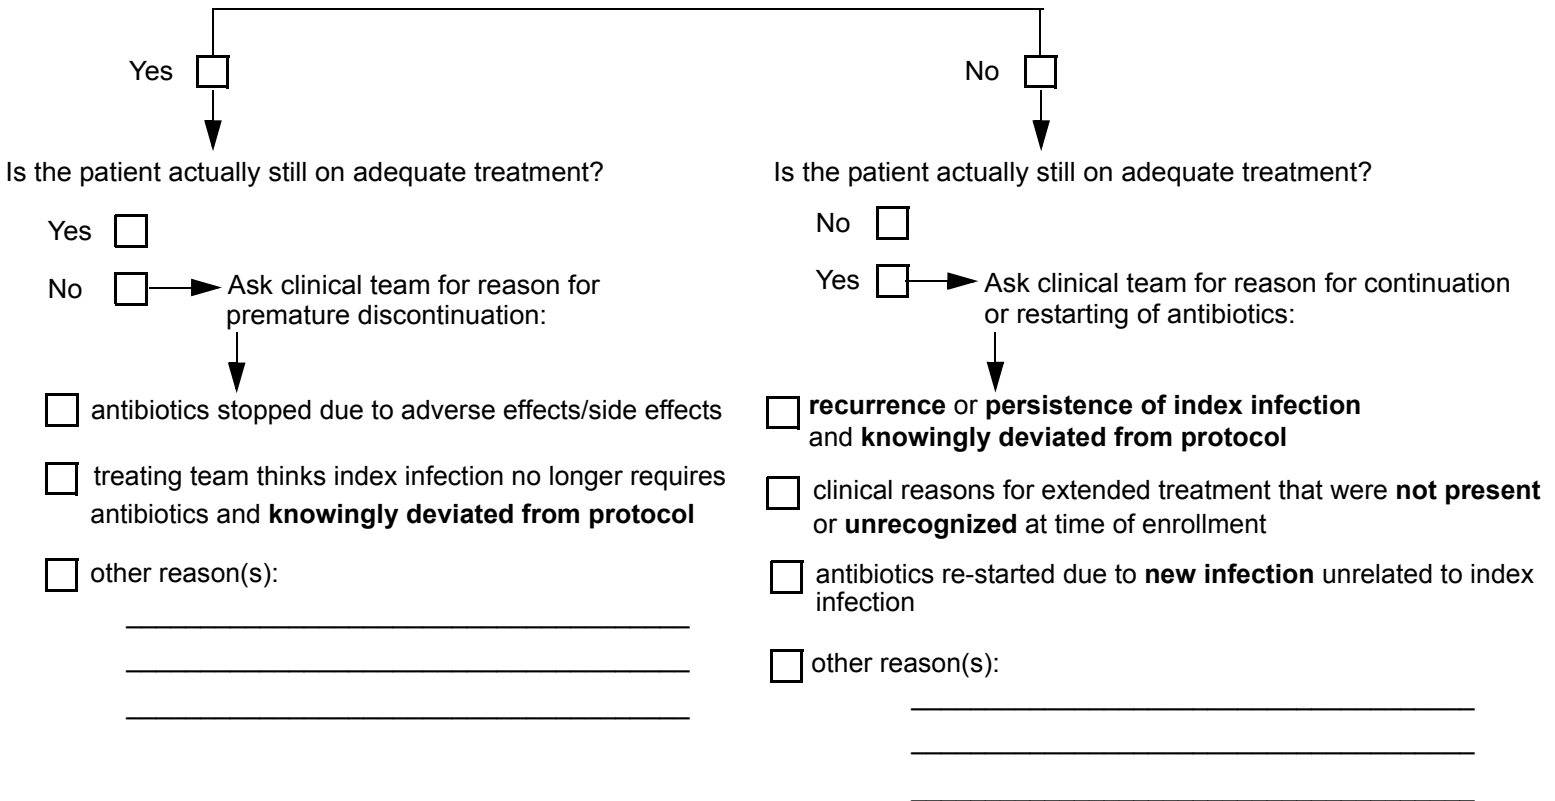 Yes
No
Is the patient actually still on adequate treatment?
Yes
No
Ask clinical team for reason for
premature discontinuation:
antibiotics stopped due to adverse effects/side effects
treating team thinks index infection no longer requires
antibiotics and knowingly deviated from protocol
other reason(s):
Is the patient actually still on adequate treatment?
No
Yes
Ask clinical team for reason for continuation
or restarting of antibiotics:
recurrence or persistence of index infection
and knowingly deviated from protocol
clinical reasons for extended treatment that were not present
or unrecognized at time of enrollment
antibiotics re-started due to new infection unrelated to index
infection
other reason(s):